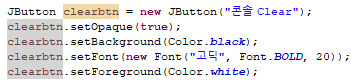 JButton clearbtn = new JButton("콘솔 Clear");
clearbtn.setOpaque(true);
clearbtn.setBackground(Color.black);
clearbtn.setFont(new Font("고딕", Font.BOLD, 20));
clearbtn.setForeground(Color.white);